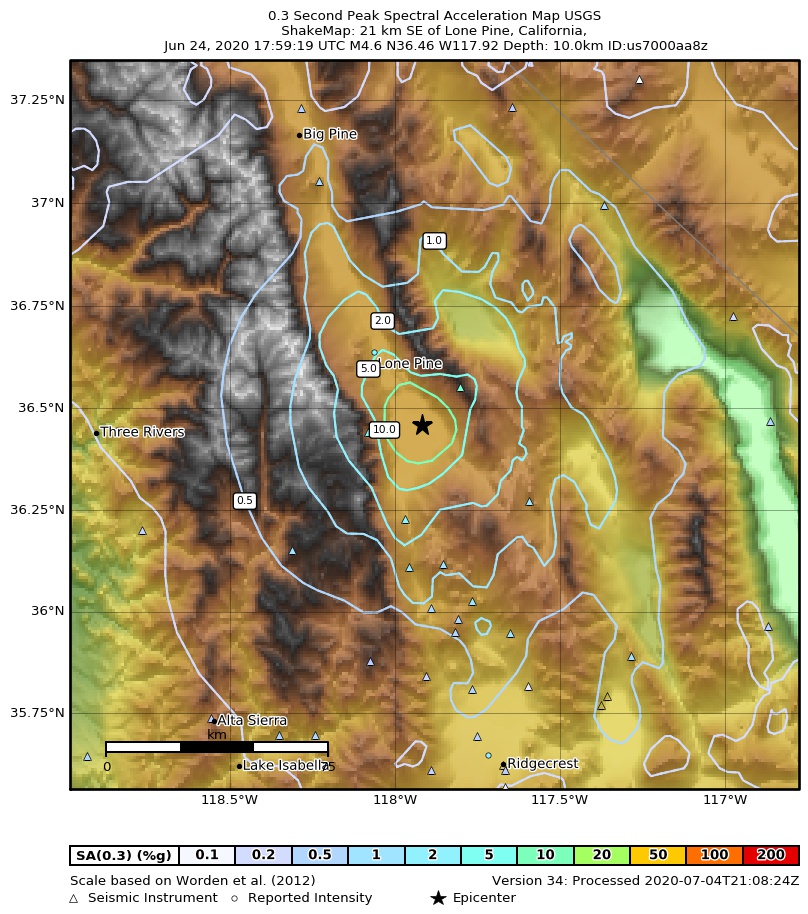 0.3 Second Peak Spectral Acceleration Map USGS
ShakeMap: 21 km SE of Lone Pine, California,
Jun 24, 2020 17:59:19 UTC M4.6 N36.46 W117.92 Depth: 10.0km ID:us7000aa8z
37.25°N
Big Pine
37°N
1.0
36.75°N
2.0
Lone Pine
5.0
36.5°N
Three Rivers
10.0
0.5
36.25°N
36°N
35.75°N
Alta Sierra
km
Lake Isabella
Ridgecrest
0 75
118.5°W 118°W 117.5°W 117°W
SA(0.3) (%g) 0.1 0.2 0.5 1 2 5 10 20 50 100 200
Scale based on Worden et al. (2012) Version 34: Processed 2020-07-04T21:08:24Z
Seismic Instrument Reported Intensity Epicenter